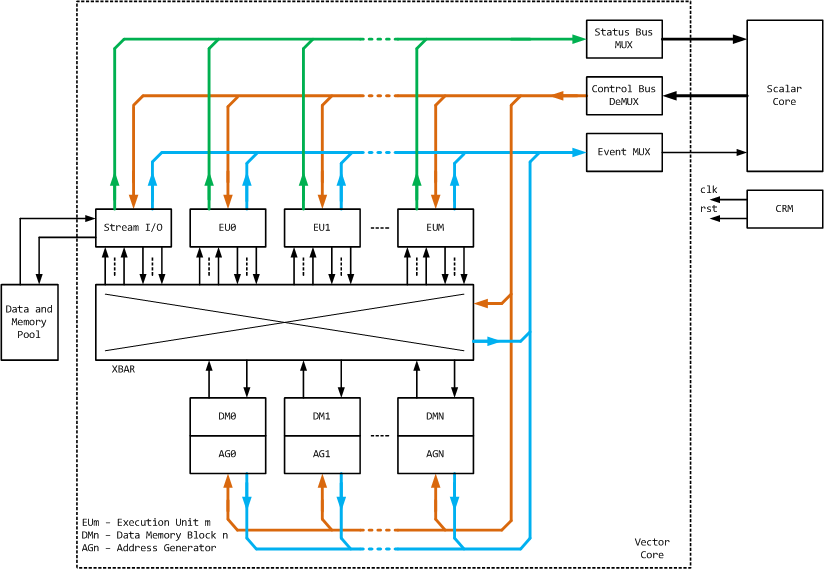 Status Bus
MUX
Control Bus
DeMUX
Scalar
Core
Event MUX
clk
rst
CRM
Stream I/O
EU0
EU1
EUM
Data and
Memory
Pool
XBAR
DM0
DM1
DMN
AG0
AG1
AGN
EUm – Execution Unit m
DMn – Data Memory Block n
AGn – Address Generator
Vector
Core